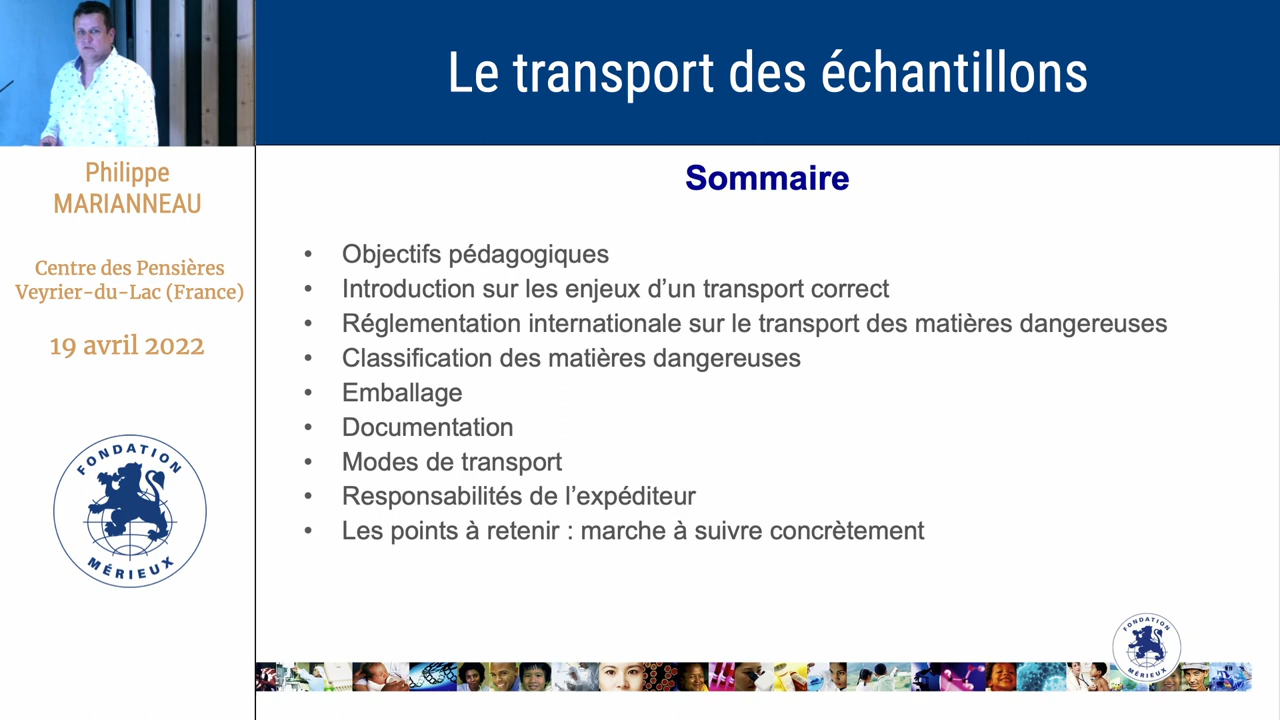 Le transport des échantillons
Philippe
MARIANNEAU
Centre des Pensières
Veyrier-du-Lac (France)
19 avril 2022
FONDATION
MÉRIEUX
Sommaire
• Objectifs pédagogiques
• Introduction sur les enjeux d’un transport correct
• Réglementation internationale sur le transport des matières dangereuses
• Classification des matières dangereuses
• Emballage
• Documentation
• Modes de transport
• Responsabilités de l’expéditeur
• Les points à retenir : marche à suivre concrètement
FONDATION
MÉRIEUX